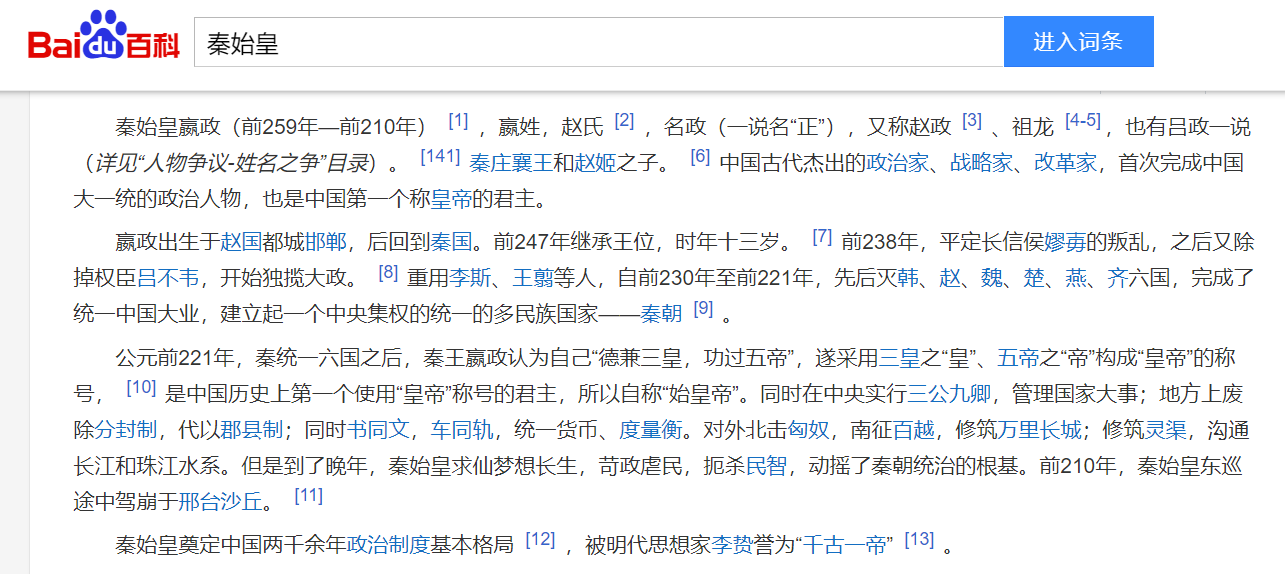 Bai du 百科
秦始皇
进入词条
秦始皇嬴政（前259年—前210年） [1] ，嬴姓，赵氏 [2] ，名政（一说名“正”），又称赵政 [3] 、祖龙 [4-5] ，也有吕政一说
（详见“人物争议-姓名之争”目录）。 [141] 秦庄襄王和赵姬之子。 [6] 中国古代杰出的政治家、战略家、改革家，首次完成中国
大一统的政治人物，也是中国第一个称皇帝的君主。
嬴政出生于赵国都城邯郸，后回到秦国。前247年继承王位，时年十三岁。 [7] 前238年，平定长信侯嫪毐的叛乱，之后又除
掉权臣吕不韦，开始独揽大政。 [8] 重用李斯、王翦等人，自前230年至前221年，先后灭韩、赵、魏、楚、燕、齐六国，完成了
统一中国大业，建立起一个中央集权的统一的多民族国家——秦朝 [9] 。
公元前221年，秦统一六国之后，秦王嬴政认为自己“德兼三皇，功过五帝”，遂采用三皇之“皇”、五帝之“帝”构成“皇帝”的称
号， [10] 是中国历史上第一个使用“皇帝”称号的君主，所以自称“始皇帝”。同时在中央实行三公九卿，管理国家大事；地方上废
除分封制，代以郡县制；同时书同文，车同轨，统一货币、度量衡。对外北击匈奴，南征百越，修筑万里长城；修筑灵渠，沟通
长江和珠江水系。但是到了晚年，秦始皇求仙梦想长生，苛政虐民，扼杀民智，动摇了秦朝统治的根基。前210年，秦始皇东巡
途中驾崩于邢台沙丘。 [11]
秦始皇奠定中国两千余年政治制度基本格局 [12] ，被明代思想家李贽誉为“千古一帝” [13] 。